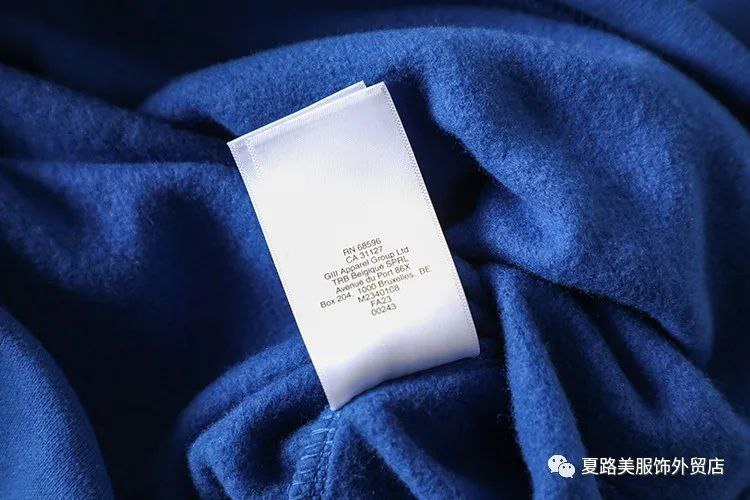 RN 68596
CA 31127
GIII Apparel Group Ltd
TRB Belgique SPRL
Avenue du Port 86X
Box 204, 1000 Bruxelles, BE
M2340108
FA23
00243
夏路美服饰外贸店